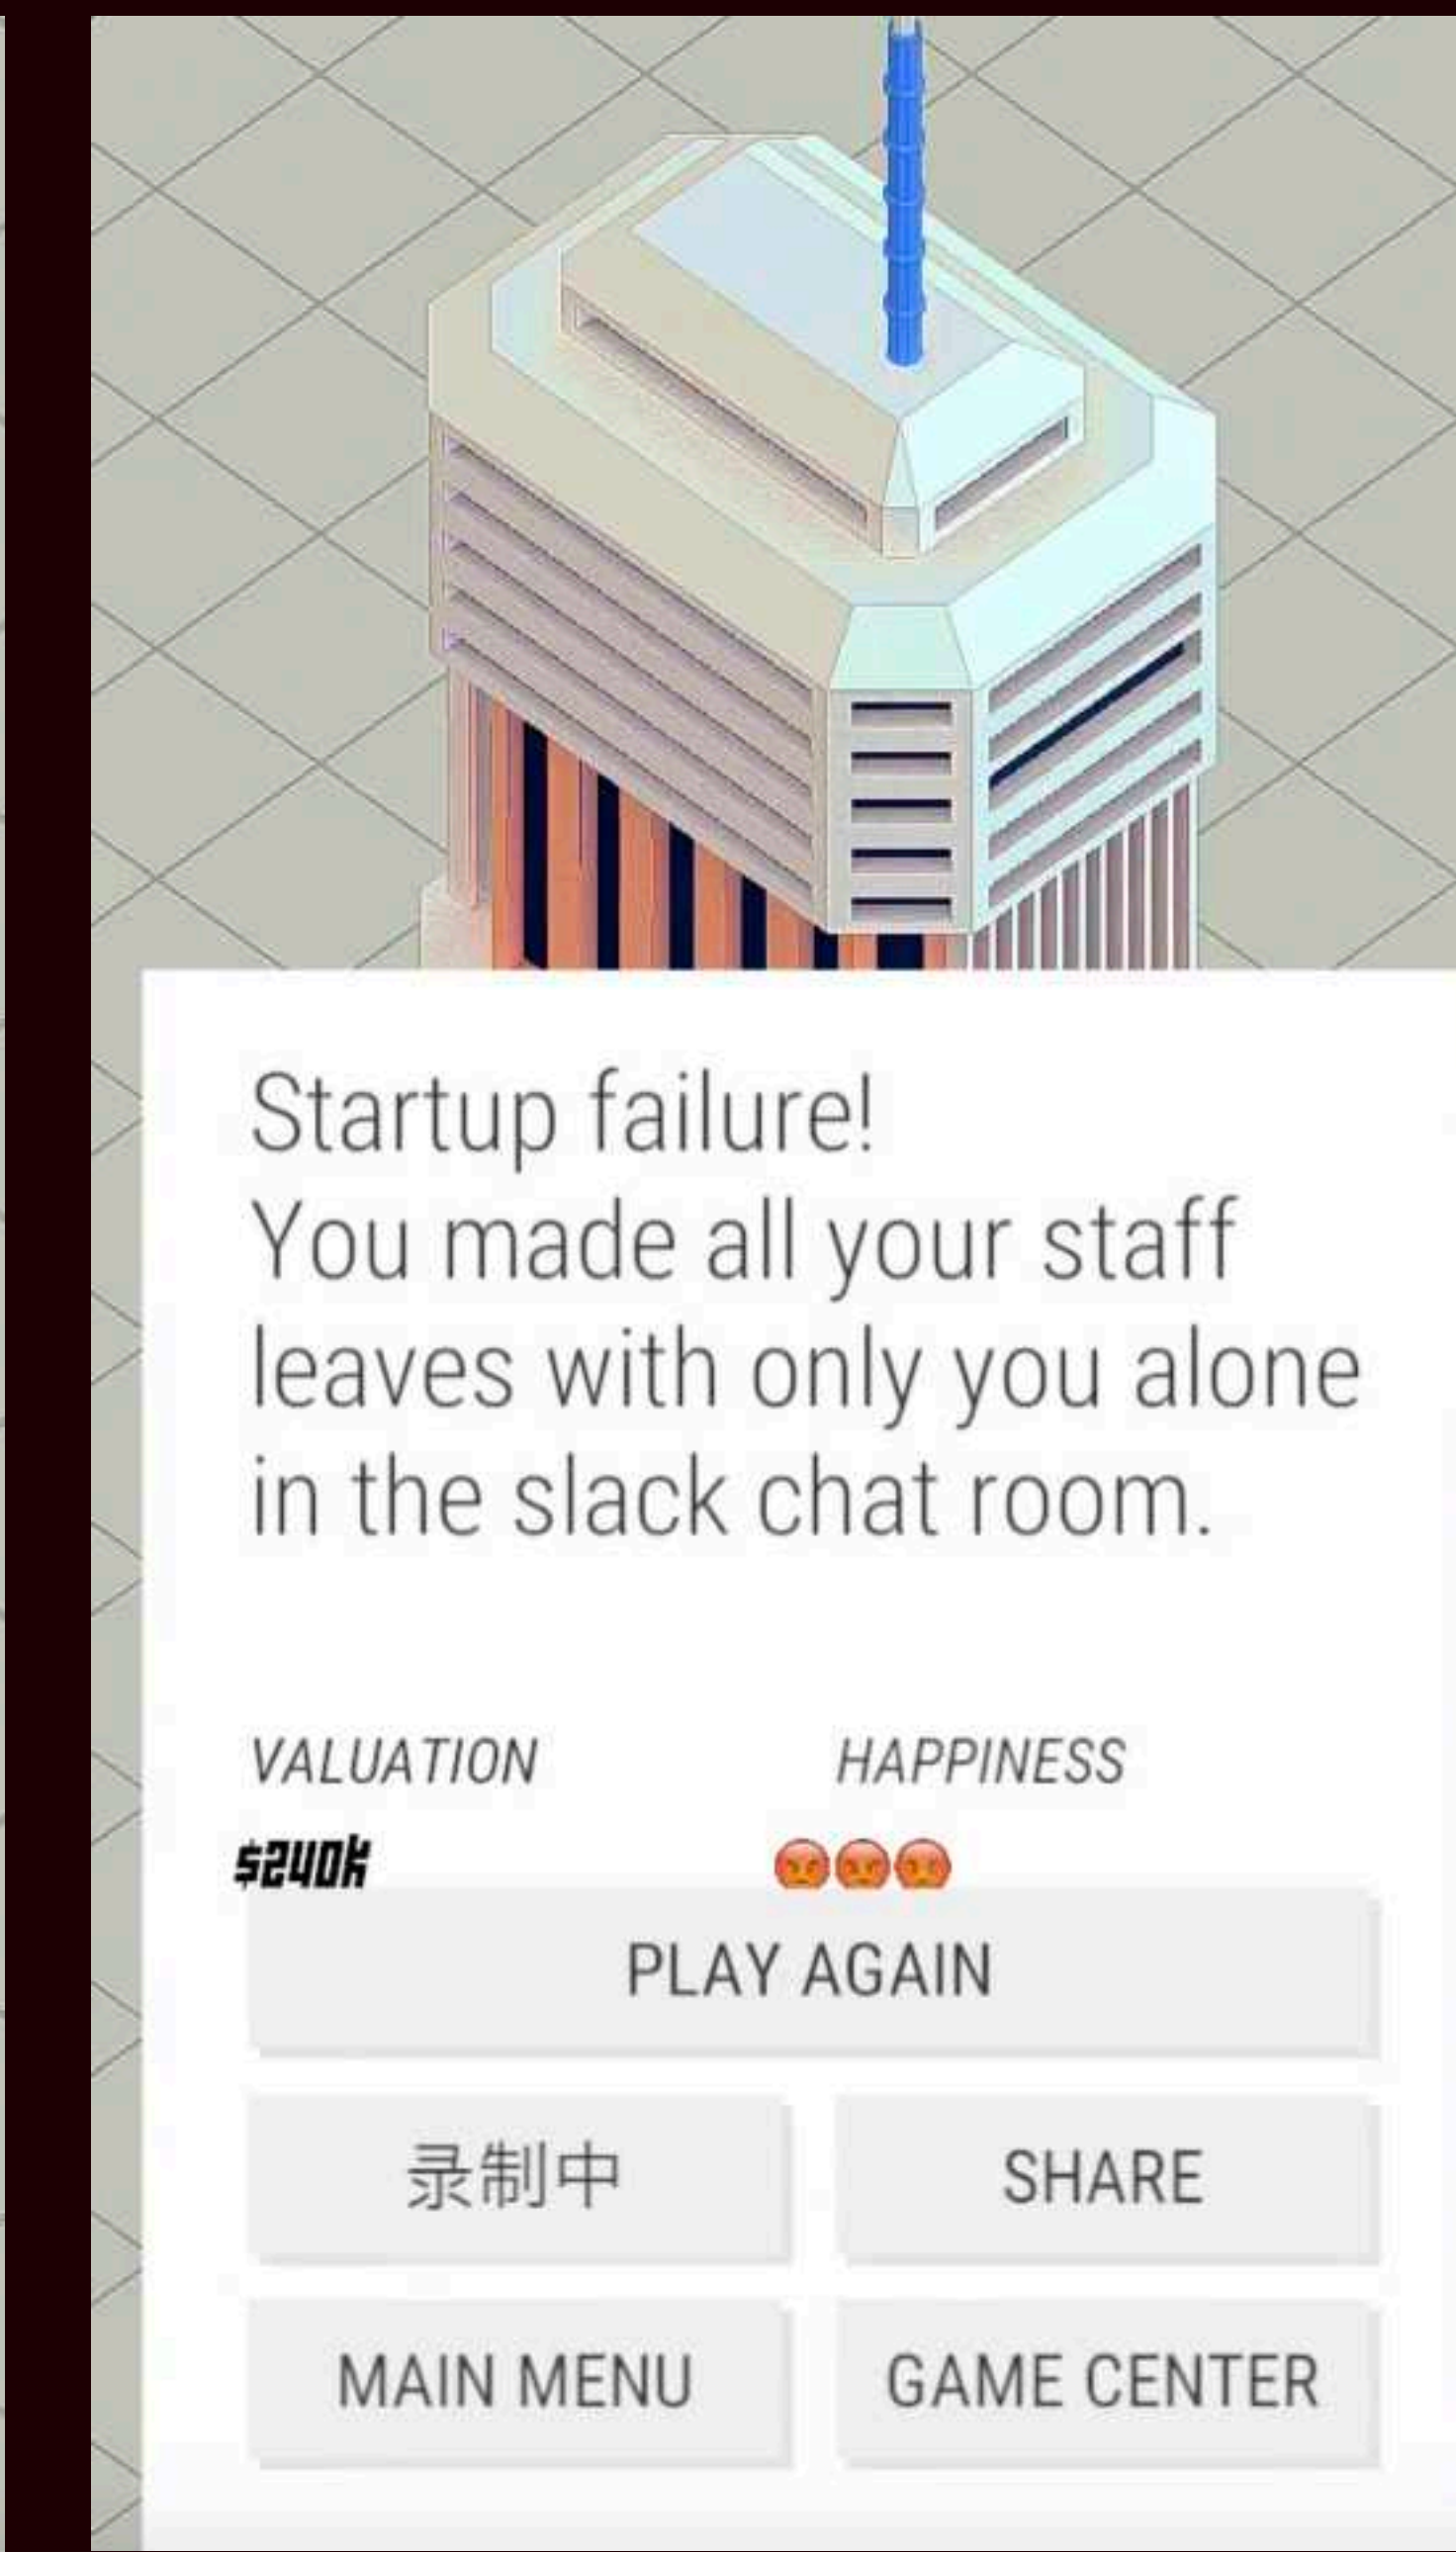 Startup failure!
You made all your staff
leaves with only you alone
in the slack chat room.
VALUATION
HAPPINESS
$240K
PLAY AGAIN
录制中
SHARE
MAIN MENU
GAME CENTER